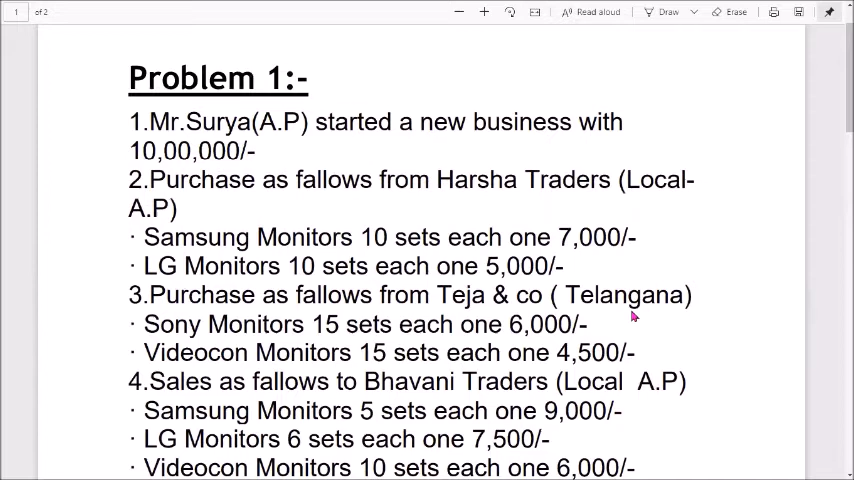 1 of 2 Read aloud Draw Erase
Problem 1:-
1.Mr.Surya(A.P) started a new business with
10,00,000/-
2.Purchase as fallows from Harsha Traders (Local-
A.P)
· Samsung Monitors 10 sets each one 7,000/-
· LG Monitors 10 sets each one 5,000/-
3.Purchase as fallows from Teja & co ( Telangana)
· Sony Monitors 15 sets each one 6,000/-
· Videocon Monitors 15 sets each one 4,500/-
4.Sales as fallows to Bhavani Traders (Local  A.P)
· Samsung Monitors 5 sets each one 9,000/-
· LG Monitors 6 sets each one 7,500/-
· Videocon Monitors 10 sets each one 6,000/-